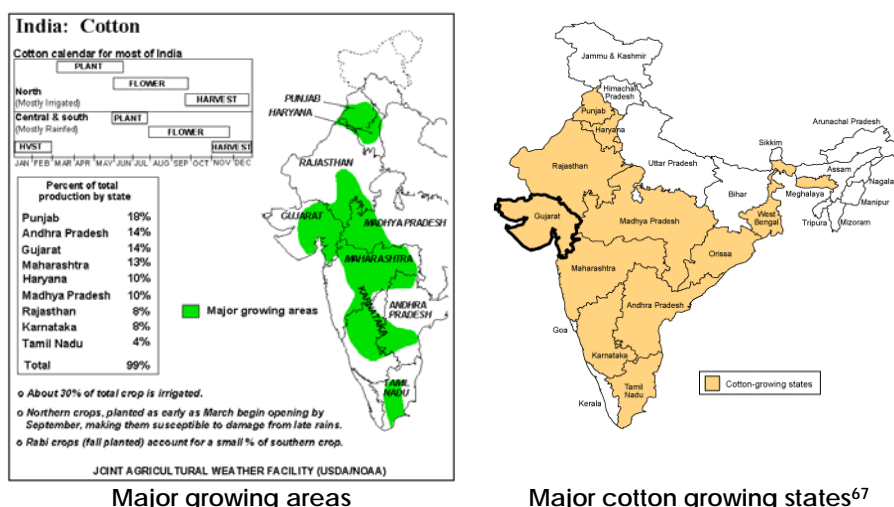 India: Cotton
Cotton calendar for most of India
PLANT
FLOWER
North
(Mostly Irrigated)
HARVEST
Central & south
(Mostly Rainfed)
PLANT
FLOWER
HVST
HARVEST
JAN FEB MAR APR MAY JUN JUL AUG SEP OCT NOV DEC
Percent of total
production by state
Punjab 18%
Andhra Pradesh 14%
Gujarat 14%
Maharashtra 13%
Haryana 10%
Madhya Pradesh 10%
Rajasthan 8%
Karnataka 8%
Tamil Nadu 4%
Total 99%
PUNJAB
HARYANA
RAJASTHAN
GUJARAT
MADHYA PRADESH
MAHARASHTRA
KARNATAKA
ANDHRA
PRADESH
TAMIL
NADU
Major growing areas
o About 30% of total crop is irrigated.
o Northern crops, planted as early as March begin opening by
September, making them susceptible to damage from late rains.
o Rabi crops (fall planted) account for a small % of southern crop.
JOINT AGRICULTURAL WEATHER FACILITY (USDA/NOAA)
Major growing areas
Jammu & Kashmir
Himachal
Pradesh
Punjab
Haryana
Rajasthan
Uttar Pradesh
Sikkim
Arunachal Pradesh
Assam
Nagala
Meghalaya
Manipur
Tripura
Mizoram
Bihar
West
Bengal
Gujarat
Madhya Pradesh
Orissa
Maharashtra
Andhra Pradesh
Goa
Karnataka
Tamil
Nadu
Kerala
Cotton-growing states
Major cotton growing states67